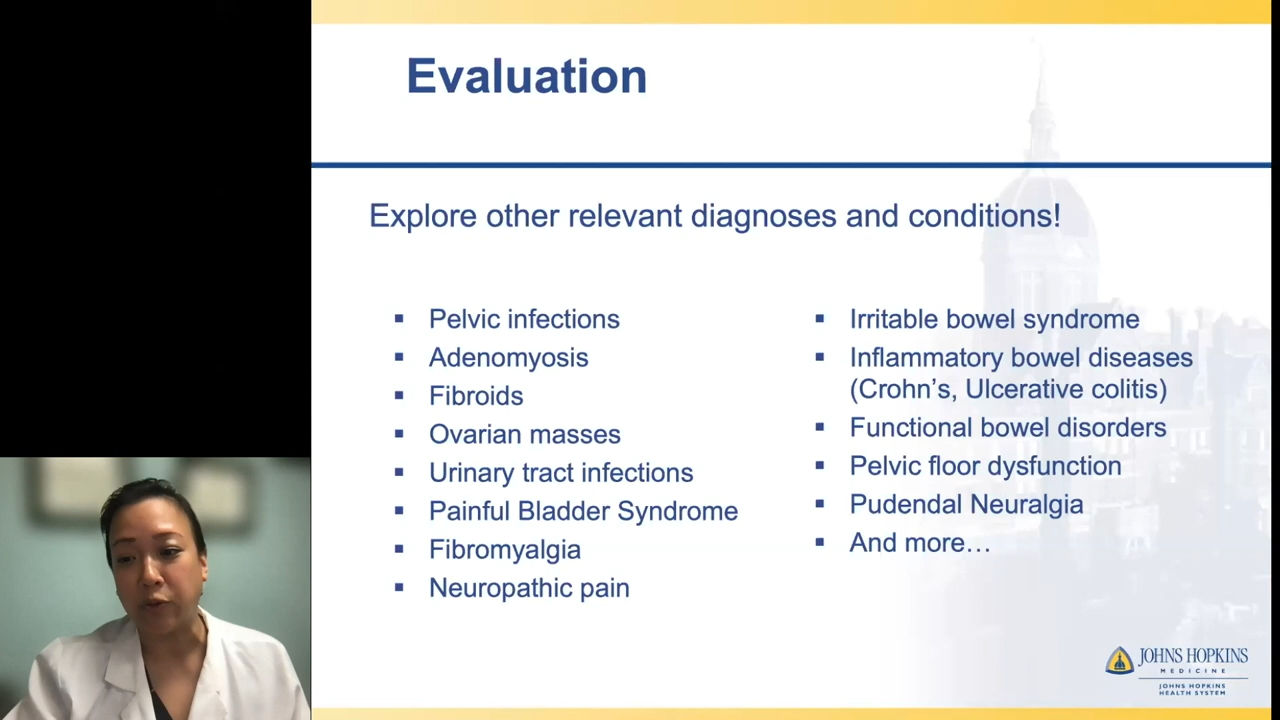 Evaluation
Explore other relevant diagnoses and conditions!
▪ Pelvic infections
▪ Adenomyosis
▪ Fibroids
▪ Ovarian masses
▪ Urinary tract infections
▪ Painful Bladder Syndrome
▪ Fibromyalgia
▪ Neuropathic pain
▪ Irritable bowel syndrome
▪ Inflammatory bowel diseases
(Crohn’s, Ulcerative colitis)
▪ Functional bowel disorders
▪ Pelvic floor dysfunction
▪ Pudendal Neuralgia
▪ And more…
JOHNS HOPKINS
MEDICINE
JOHNS HOPKINS
HEALTH SYSTEM